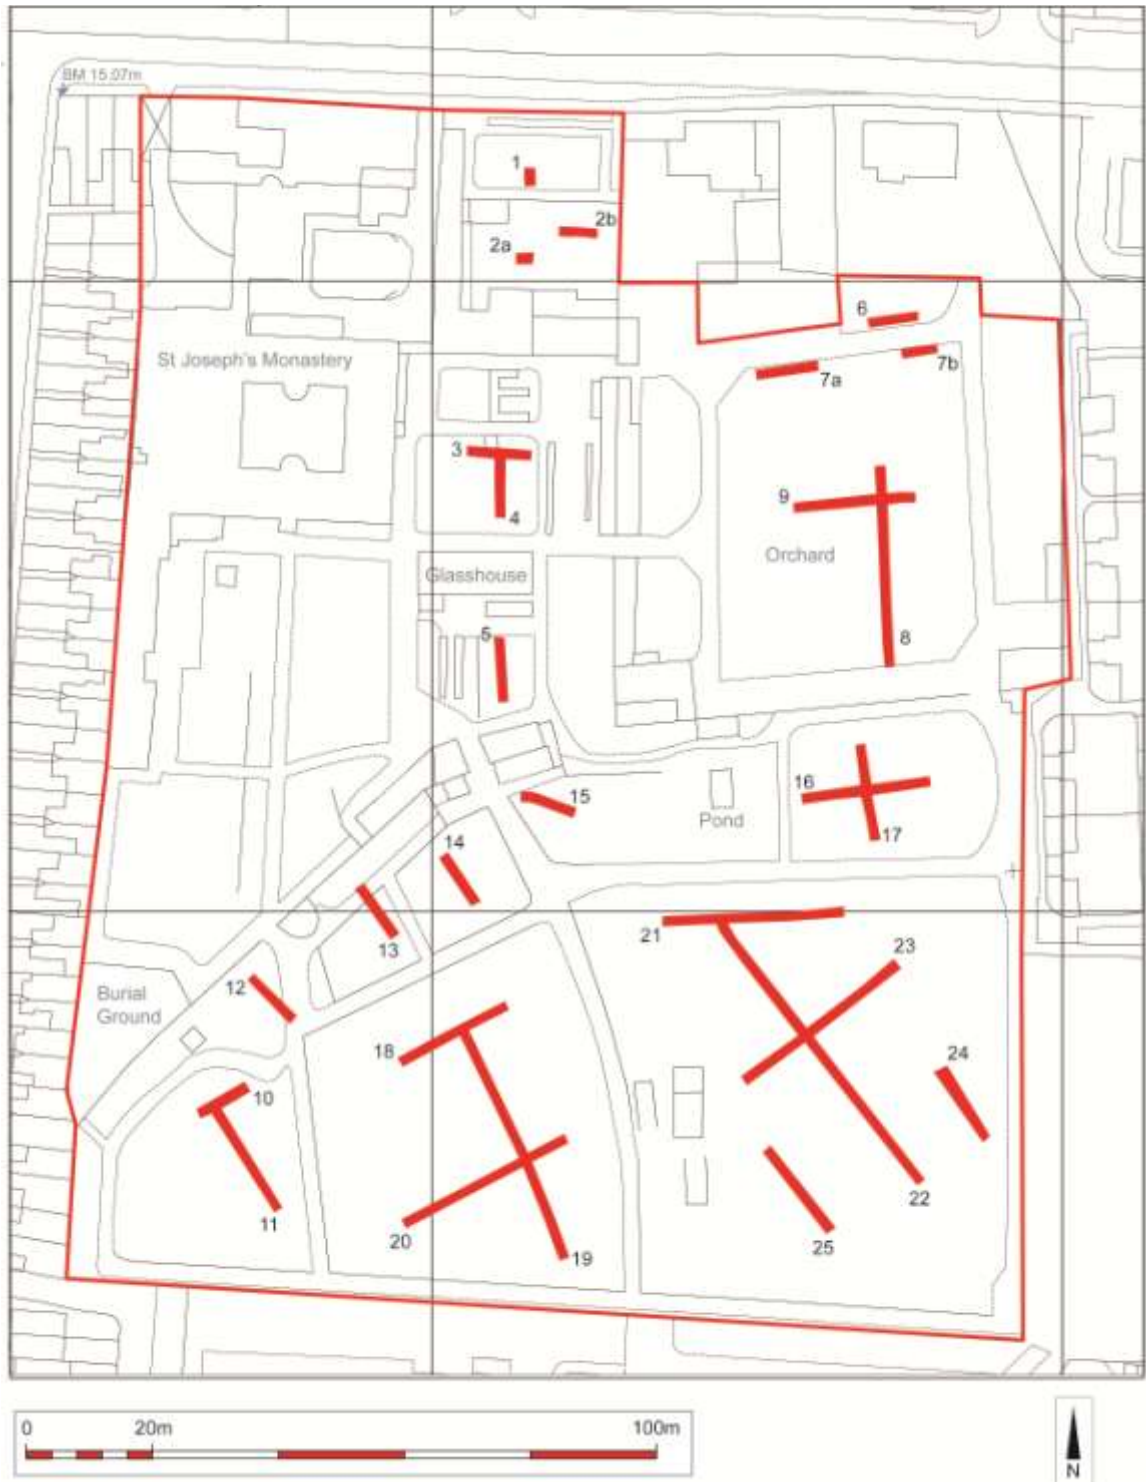 BM 15.07m
1
2b
2a
6
St Joseph's Monastery
7b
7a
3
9
4
Orchard
Glasshouse
5
8
16
15
Pond
17
14
21
13
23
12
Burial
Ground
18
24
10
22
11
20
25
19
0 20m 100m
N